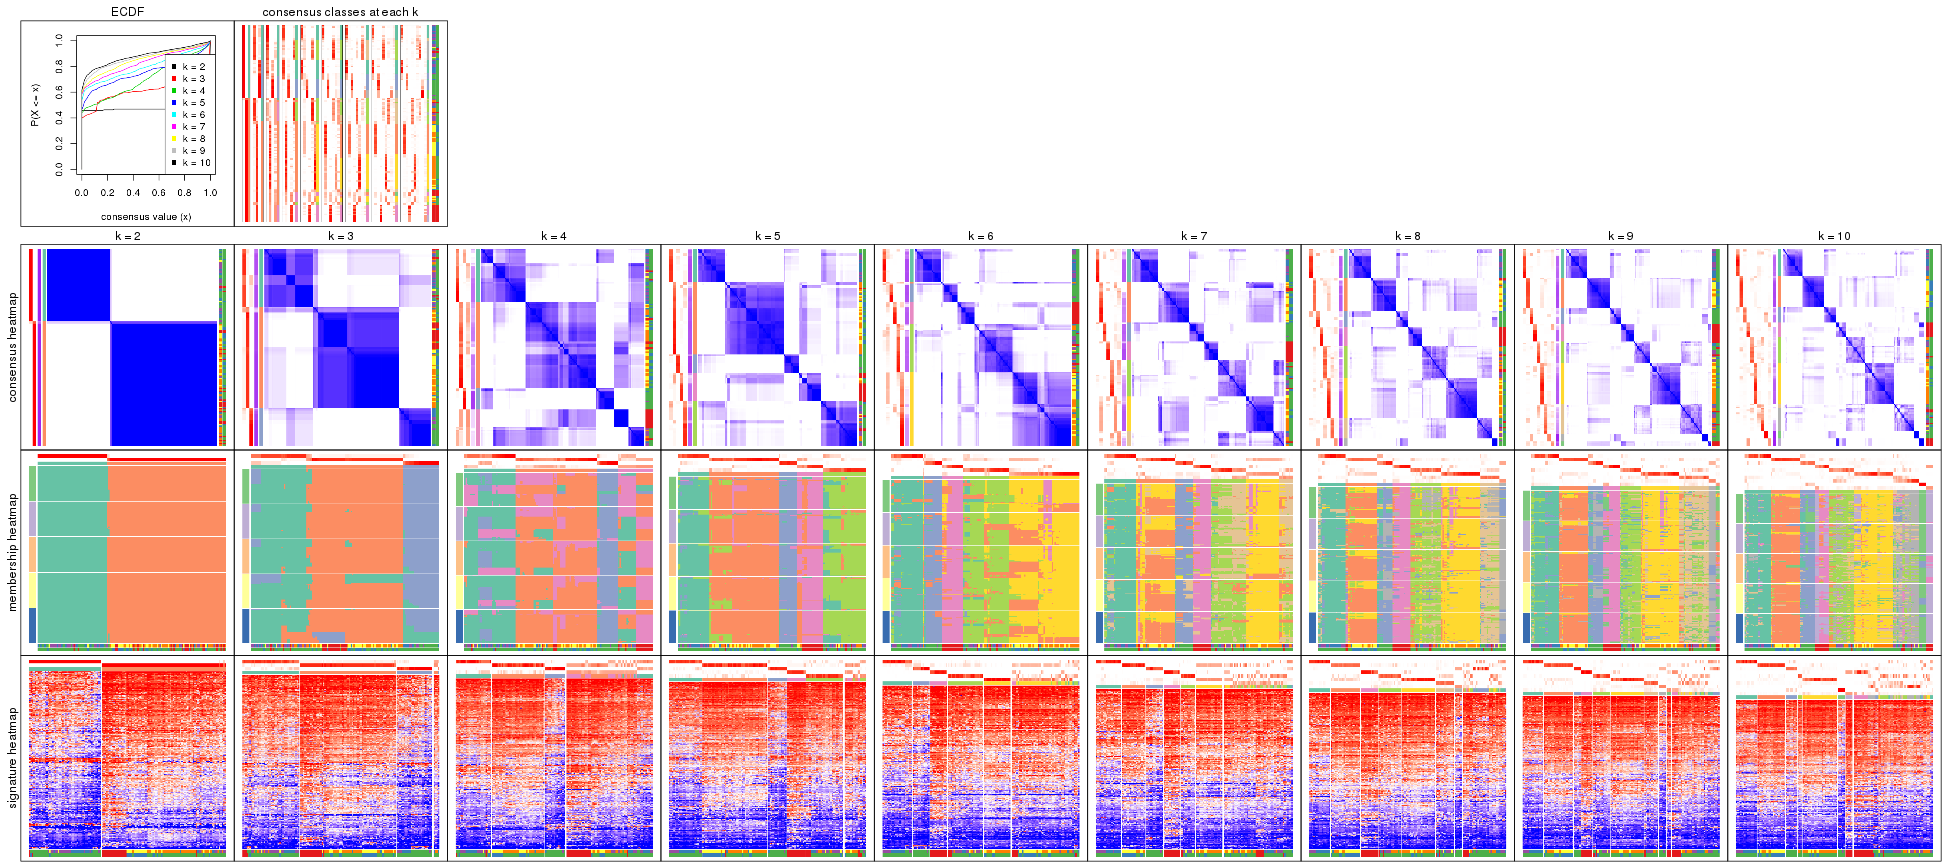 ECDF
consensus classes at each k
P(X <= x)
1.0
0.8
0.6
0.4
0.2
0.0
k = 2
k = 3
k = 4
k = 5
k = 6
k = 7
k = 8
k = 9
k = 10
0.0 0.2 0.4 0.6 0.8 1.0
consensus value (x)
k = 2 k = 3 k = 4 k = 5 k = 6 k = 7 k = 8 k = 9 k = 10
consensus heatmap
membership heatmap
signature heatmap